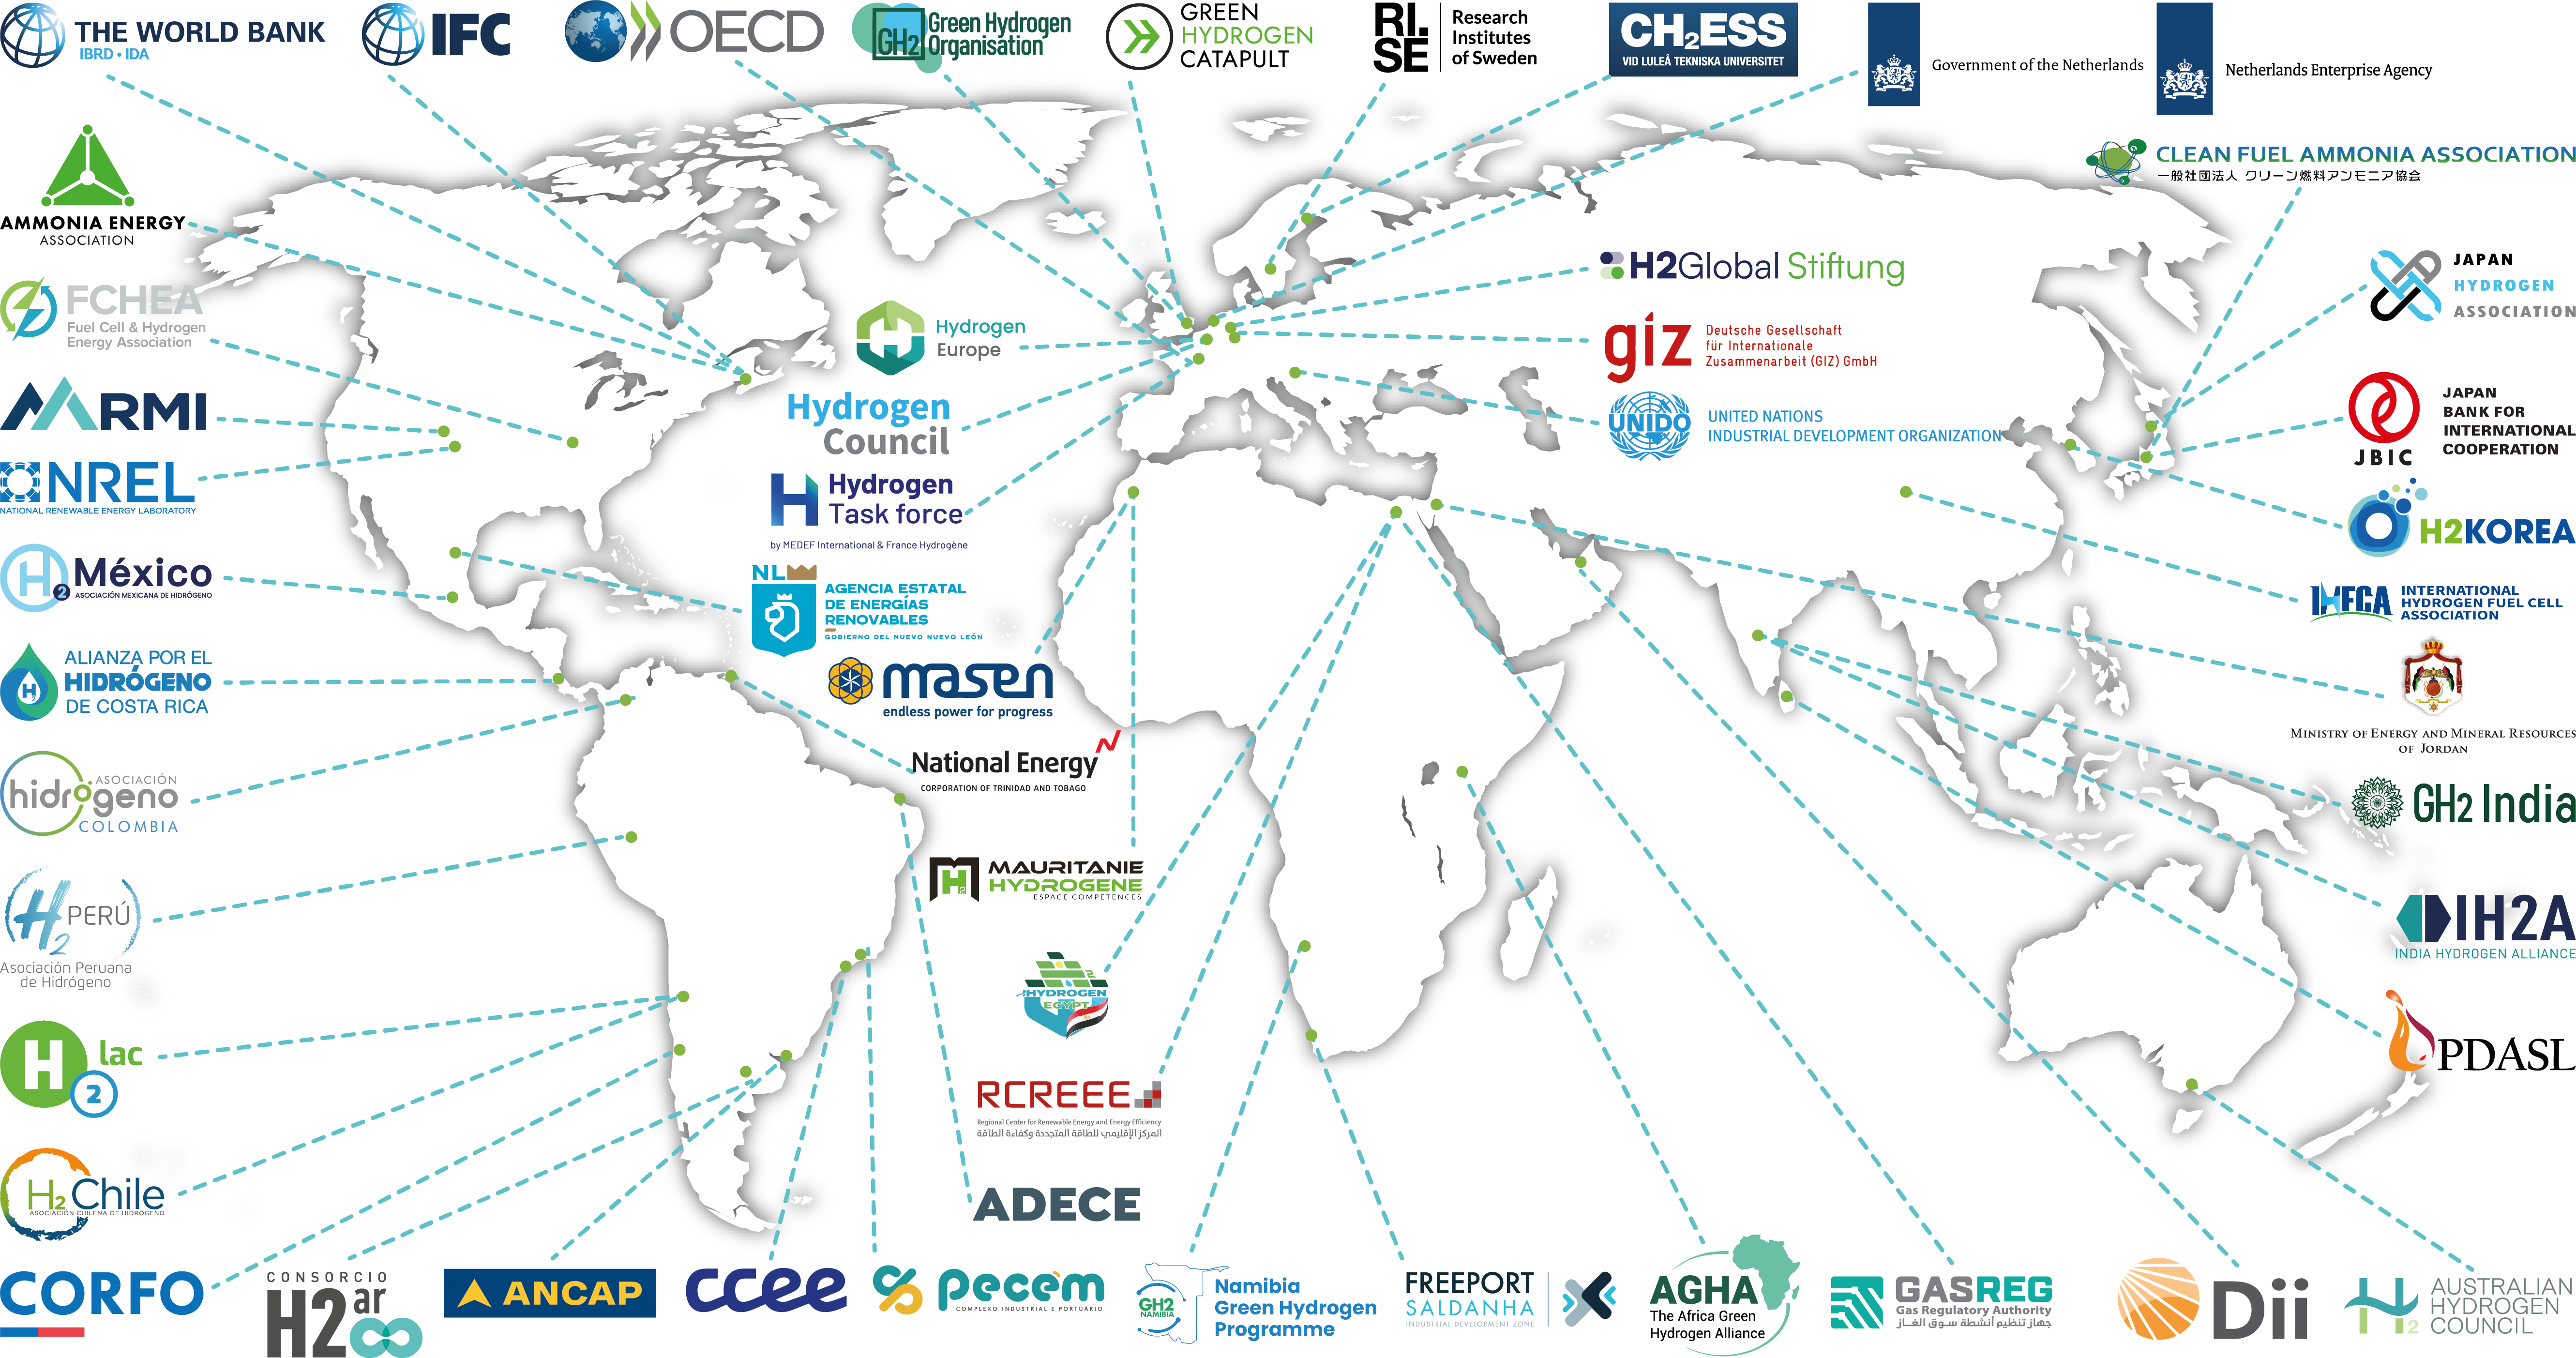 THE WORLD BANK
IBRD • IDA
IFC
OECD
GH2
Green Hydrogen
Organisation
GREEN
HYDROGEN
CATAPULT
RI.
SE
Research
Institutes
of Sweden
CH2ESS
VID LULEÅ TEKNISKA UNIVERSITET
Government of the Netherlands
Netherlands Enterprise Agency
CLEAN FUEL AMMONIA ASSOCIATION
一般社団法人 クリーン燃料アンモニア協会
AMMONIA ENERGY
ASSOCIATION
FCHEA
Fuel Cell & Hydrogen
Energy Association
RMI
NREL
NATIONAL RENEWABLE ENERGY LABORATORY
H2 México
ASOCIACIÓN MEXICANA DE HIDRÓGENO
H2
ALIANZA POR EL
HIDRÓGENO
DE COSTA RICA
ASOCIACIÓN
hidrógeno
COLOMBIA
H2 PERÚ
Asociación Peruana
de Hidrógeno
H2 lac
H2 Chile
ASOCIACIÓN CHILENA DE HIDRÓGENO
CORFO
Hydrogen
Europe
Hydrogen
Council
Hydrogen
Task force
by MEDEF International & France Hydrogène
NL
AGENCIA ESTATAL
DE ENERGÍAS
RENOVABLES
GOBIERNO DEL NUEVO NUEVO LEÓN
masen
endless power for progress
National Energy
CORPORATION OF TRINIDAD AND TOBAGO
H2
MAURITANIE
HYDROGENE
ESPACE COMPETENCES
HYDROGEN
EGYPT
RCREEE
Regional Center for Renewable Energy and Energy Efficiency
المركز الإقليمي للطاقة المتجددة وكفاءة الطاقة
ADECE
H2Global Stiftung
giz
Deutsche Gesellschaft
für Internationale
Zusammenarbeit (GIZ) GmbH
UNIDO
UNITED NATIONS
INDUSTRIAL DEVELOPMENT ORGANIZATION
JAPAN
HYDROGEN
ASSOCIATION
JBIC
JAPAN
BANK FOR
INTERNATIONAL
COOPERATION
H2KOREA
IHFCA
INTERNATIONAL
HYDROGEN FUEL CELL
ASSOCIATION
MINISTRY OF ENERGY AND MINERAL RESOURCES
OF JORDAN
GH2 India
IH2A
INDIA HYDROGEN ALLIANCE
PDASL
CONSORCIO
H2ar
ANCAP
ccee
pecém
COMPLEXO INDUSTRIAL E PORTUÁRIO
GH2
NAMIBIA
Namibia
Green Hydrogen
Programme
FREEPORT
SALDANHA
INDUSTRIAL DEVELOPMENT ZONE
AGHA
The Africa Green
Hydrogen Alliance
GASREG
Gas Regulatory Authority
جهاز تنظيم أنشطة سوق الغاز
Dii
H2
AUSTRALIAN
HYDROGEN
COUNCIL